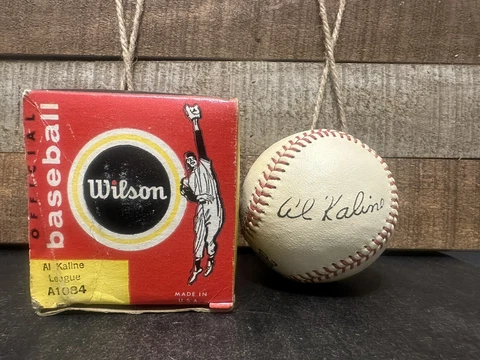 OFFICIAL
baseball
Wilson
Al Kaline
League
A1084
MADE IN
U.S.A.
Al Kaline